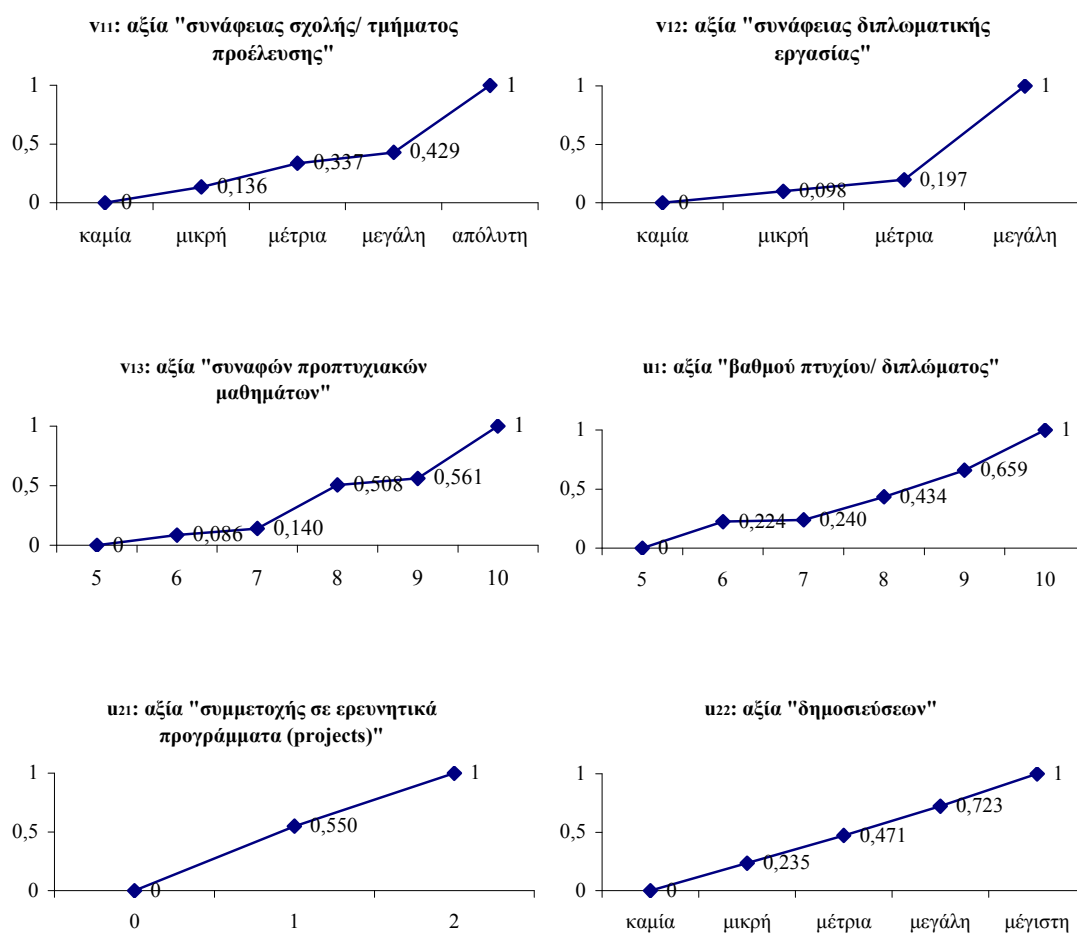 v11: αξία "συνάφειας σχολής/ τμήματος
προέλευσης"
1
0,5
0
0
0,136
0,337
0,429
1
καμία μικρή μέτρια μεγάλη απόλυτη
v12: αξία "συνάφειας διπλωματικής
εργασίας"
1
0,5
0
0
0,098
0,197
1
καμία μικρή μέτρια μεγάλη
v13: αξία "συναφών προπτυχιακών
μαθημάτων"
1
0,5
0
0
0,086
0,140
0,508
0,561
1
5 6 7 8 9 10
u1: αξία "βαθμού πτυχίου/ διπλώματος"
1
0,5
0
0
0,224
0,240
0,434
0,659
1
5 6 7 8 9 10
u21: αξία "συμμετοχής σε ερευνητικά
προγράμματα (projects)"
1
0,5
0
0
0,550
1
0 1 2
u22: αξία "δημοσιεύσεων"
1
0,5
0
0
0,235
0,471
0,723
1
καμία μικρή μέτρια μεγάλη μέγιστη